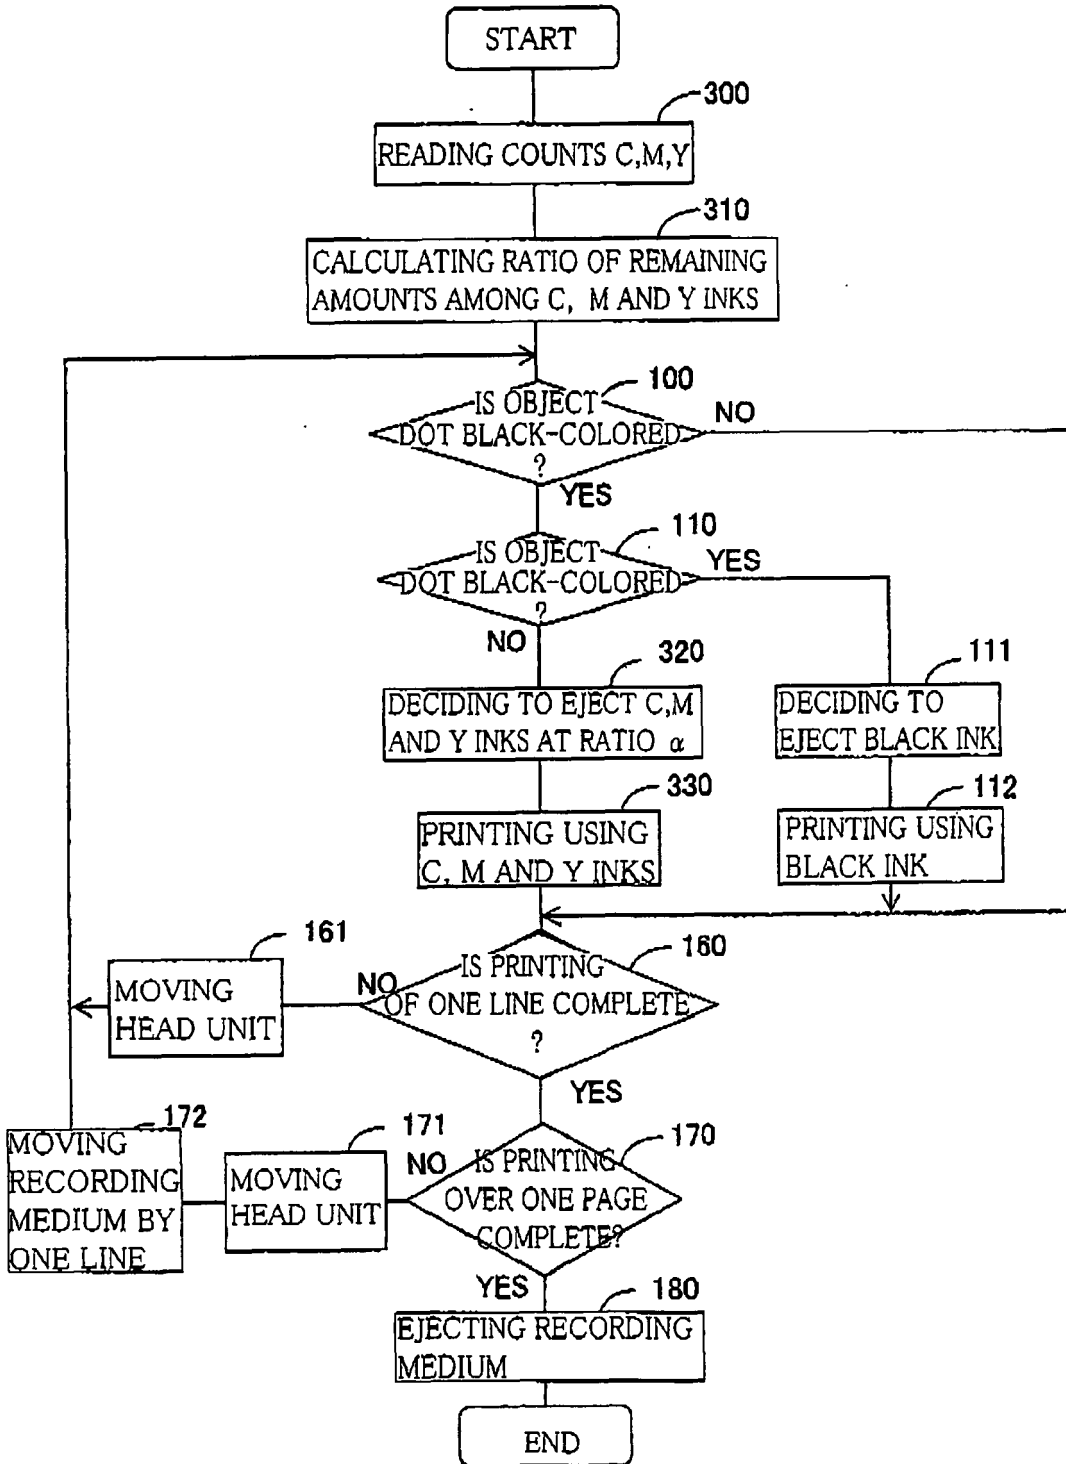 START
300
READING COUNTS C,M,Y
310
CALCULATING RATIO OF REMAINING
AMOUNTS AMONG C, M AND Y INKS
100
IS OBJECT
DOT BLACK-COLORED
?
NO
YES
110
IS OBJECT
DOT BLACK-COLORED
?
YES
NO
320
DECIDING TO EJECT C,M
AND Y INKS AT RATIO α
111
DECIDING TO
EJECT BLACK INK
330
PRINTING USING
C, M AND Y INKS
112
PRINTING USING
BLACK INK
160
IS PRINTING
OF ONE LINE COMPLETE
?
NO
161
MOVING
HEAD UNIT
YES
170
IS PRINTING
OVER ONE PAGE
COMPLETE?
NO
171
MOVING
HEAD UNIT
172
MOVING
RECORDING
MEDIUM BY
ONE LINE
YES
180
EJECTING RECORDING
MEDIUM
END